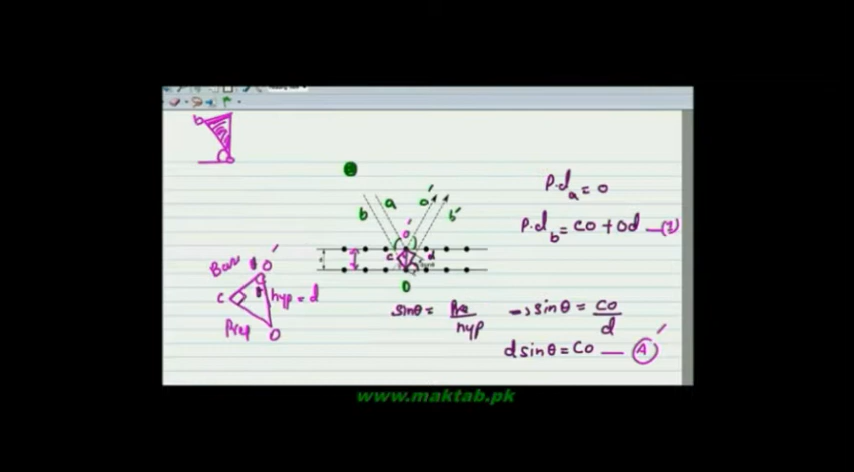 b
a
a'
b
b'
O'
c
d
O
P.d_a = 0
P.d_b = CO + Od —(1)
Base O'
C
hyp = d
Prep
O
sinθ = Pre/hyp
→ sinθ = CO/d
d sinθ = CO — (A)'
www.maktab.pk